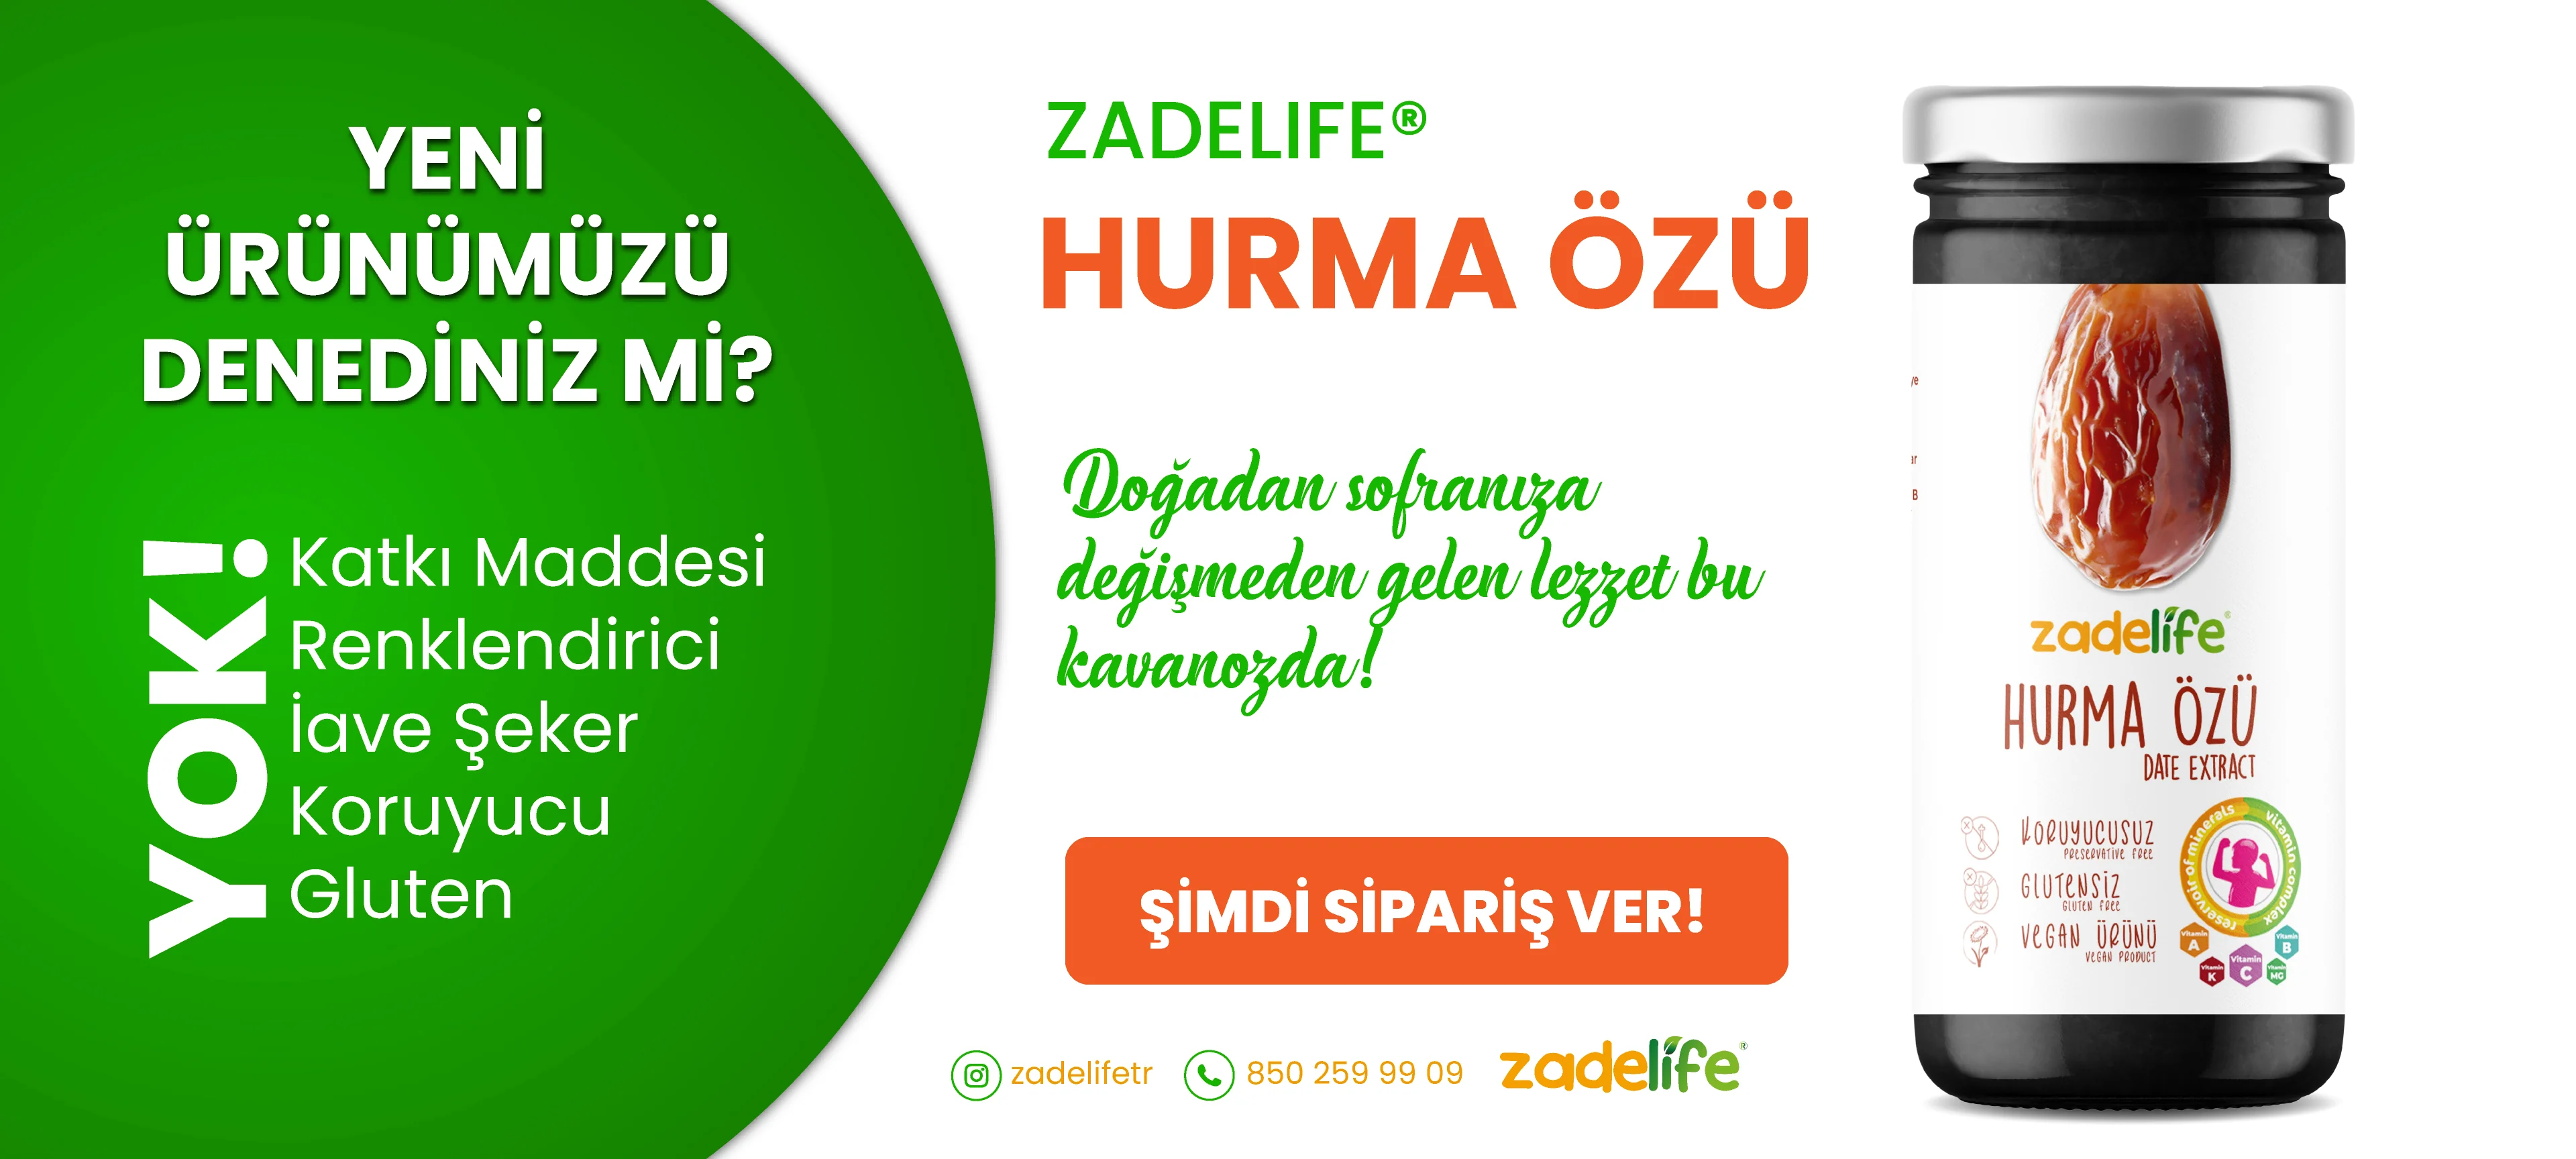 YENİ
ÜRÜNÜMÜZÜ
DENEDİNİZ Mİ?
YOK!
Katkı Maddesi
Renklendirici
İave Şeker
Koruyucu
Gluten
ZADELIFE®
HURMA ÖZÜ
Doğadan sofranıza
değişmeden gelen lezzet bu
kavanozda!
ŞİMDİ SİPARİŞ VER!
zadelifetr
850 259 99 09
zadelife®
zadelife®
HURMA ÖZÜ
DATE EXTRACT
KORUYUCUSUZ
PRESERVATIVE FREE
GLUTENSİZ
GLUTEN FREE
VEGAN ÜRÜNÜ
VEGAN PRODUCT
reservoir of minerals
vitamin complex
Vitamin A
Vitamin B
Vitamin K
Vitamin C
Vitamin MG